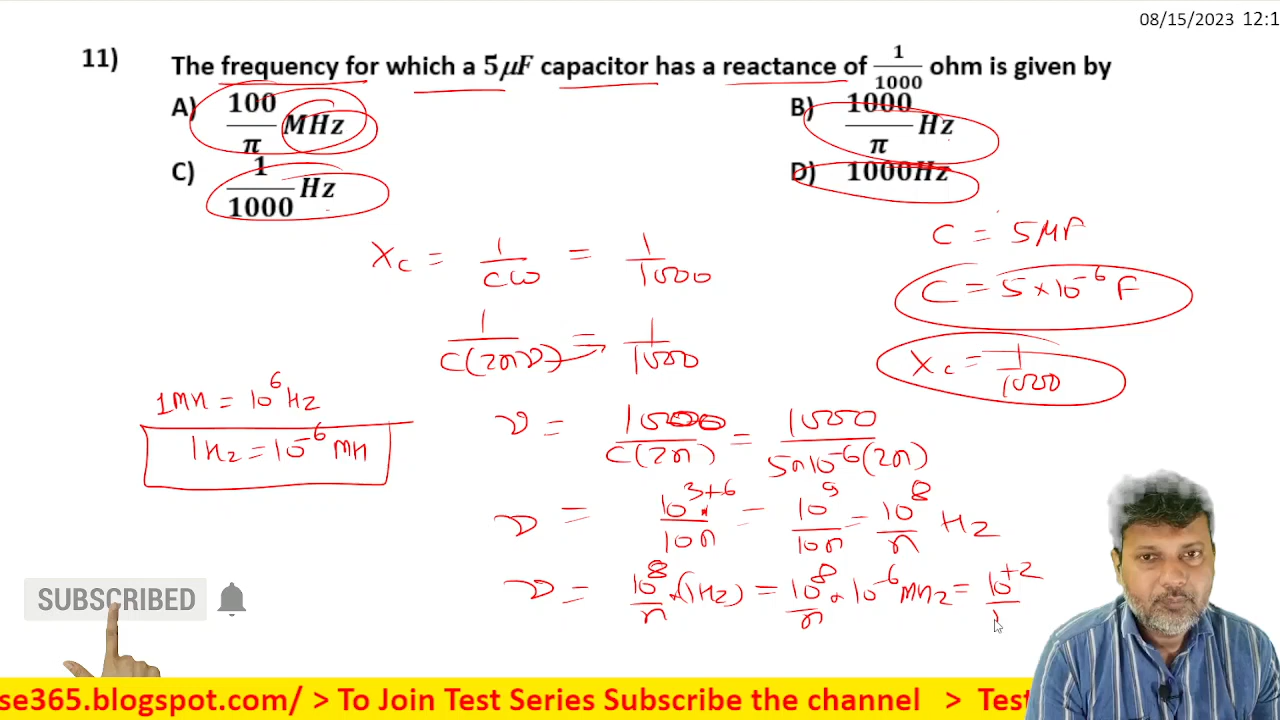 08/15/2023 12:1
11) The frequency for which a 5μF capacitor has a reactance of 1/1000 ohm is given by
A) 100/π MHz B) 1000/π Hz
C) 1/1000 Hz D) 1000Hz
C = 5μF
Xc = 1/cω = 1/1000
C = 5×10⁻⁶ F
1/c(2πν) = 1/1000
Xc = 1/1000
1MH = 10⁶ Hz
1Hz = 10⁻⁶ MH
ν = 1000/c(2π) = 1000/5×10⁻⁶(2π)
ν = 10³⁺⁶/10π = 10⁹/10π = 10⁸/π Hz
ν = 10⁸/π × (1Hz) = 10⁸/π × 10⁻⁶ MHz = 10⁺²/
SUBSCRIBED
se365.blogspot.com/ > To Join Test Series Subscribe the channel > Test